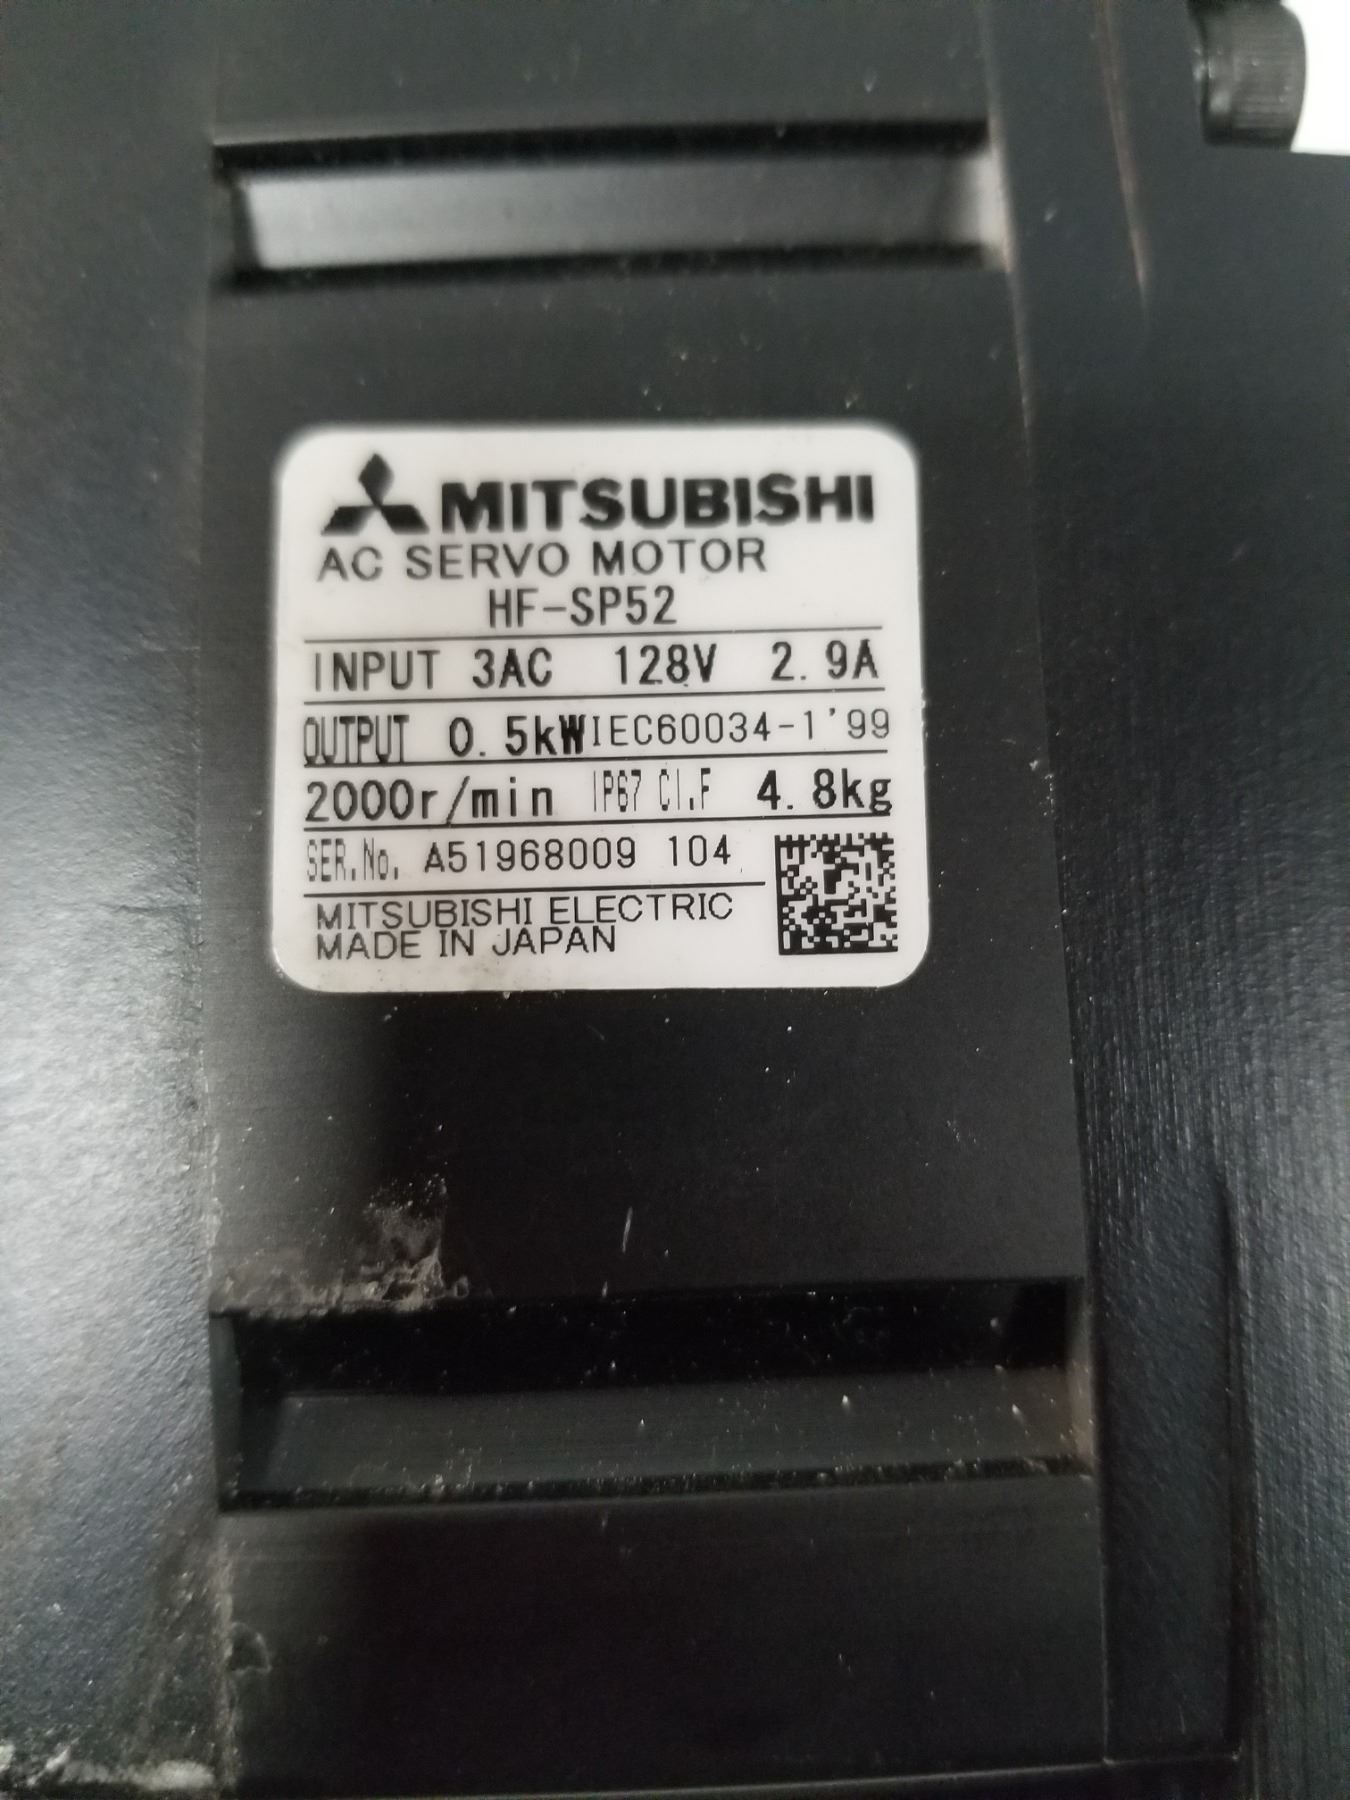 MITSUBISHI
AC SERVO MOTOR
HF-SP52
INPUT 3AC 128V 2.9A
OUTPUT 0.5kW IEC60034-1'99
2000r/min IP67 CI.F 4.8kg
SER.No. A51968009 104
MITSUBISHI ELECTRIC
MADE IN JAPAN